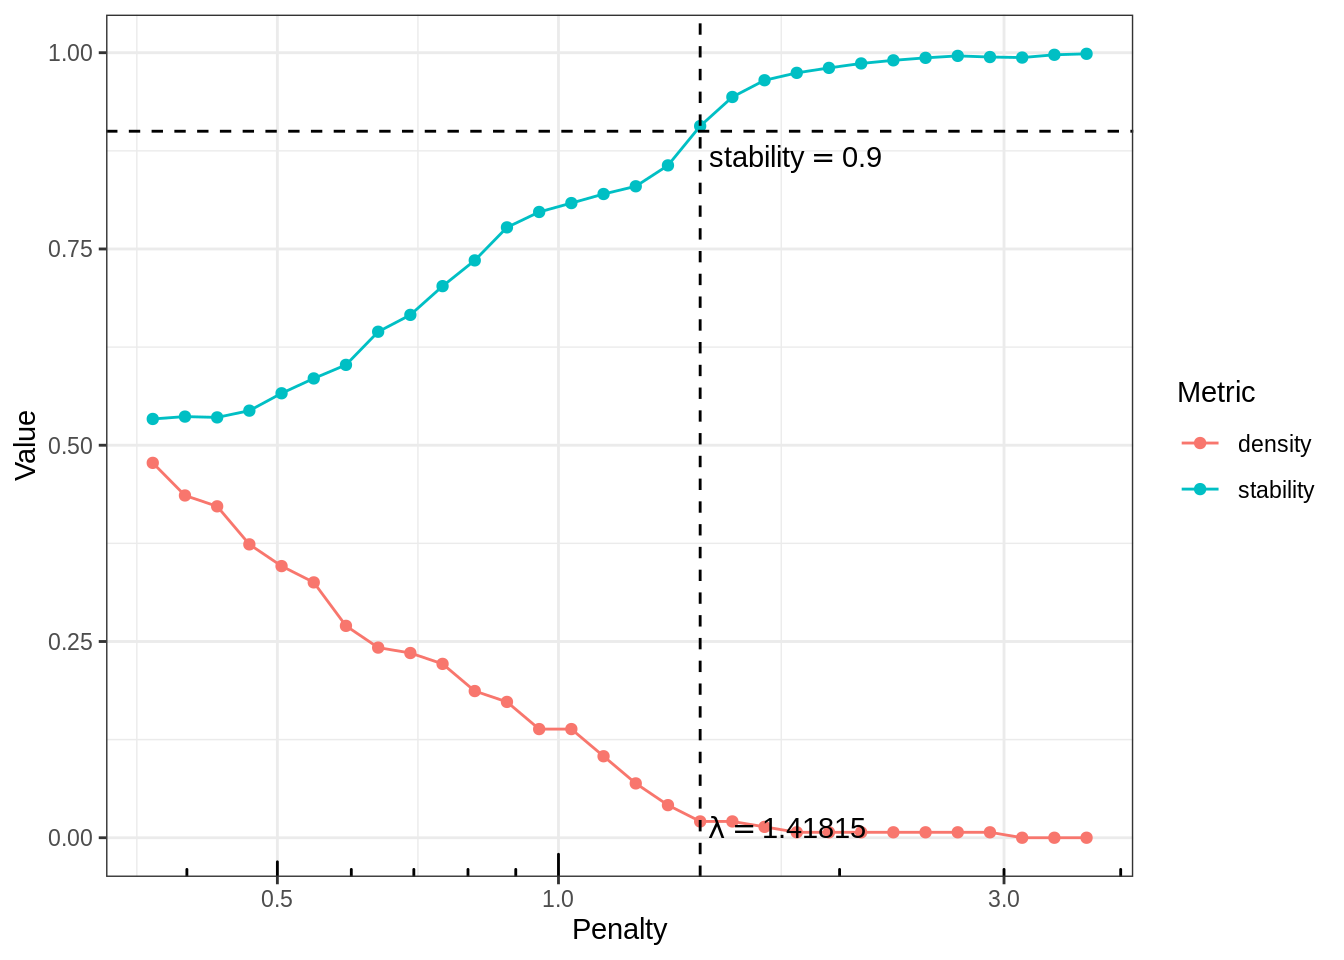 1.00
0.75
0.50
0.25
0.00
Value
stability = 0.9
λ = 1.41815
0.5
1.0
3.0
Penalty
Metric
density
stability